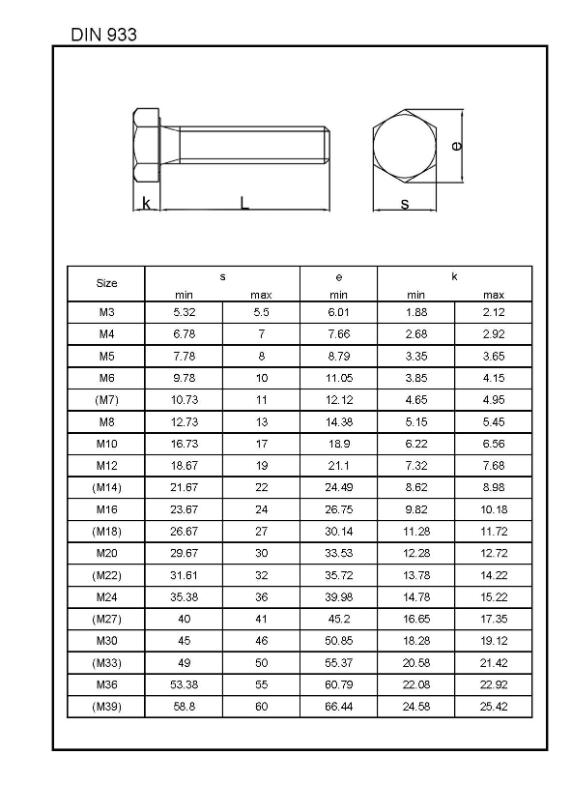 DIN 933
e
k
L
s
Size s e k
min max min min max
M3 5.32 5.5 6.01 1.88 2.12
M4 6.78 7 7.66 2.68 2.92
M5 7.78 8 8.79 3.35 3.65
M6 9.78 10 11.05 3.85 4.15
(M7) 10.73 11 12.12 4.65 4.95
M8 12.73 13 14.38 5.15 5.45
M10 16.73 17 18.9 6.22 6.56
M12 18.67 19 21.1 7.32 7.68
(M14) 21.67 22 24.49 8.62 8.98
M16 23.67 24 26.75 9.82 10.18
(M18) 26.67 27 30.14 11.28 11.72
M20 29.67 30 33.53 12.28 12.72
(M22) 31.61 32 35.72 13.78 14.22
M24 35.38 36 39.98 14.78 15.22
(M27) 40 41 45.2 16.65 17.35
M30 45 46 50.85 18.28 19.12
(M33) 49 50 55.37 20.58 21.42
M36 53.38 55 60.79 22.08 22.92
(M39) 58.8 60 66.44 24.58 25.42